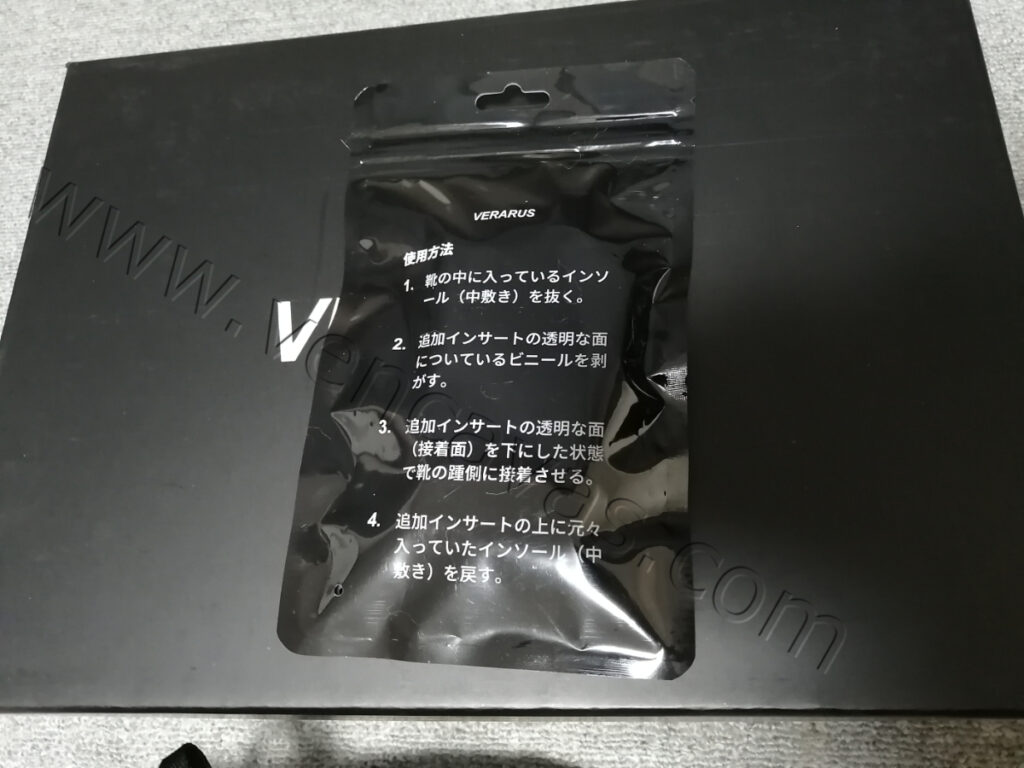 VERARUS
使用方法
1. 靴の中に入っているインソ
ール（中敷き）を抜く。
2. 追加インサートの透明な面
についているビニールを剥
がす。
3. 追加インサートの透明な面
（接着面）を下にした状態
で靴の踵側に接着させる。
4. 追加インサートの上に元々
入っていたインソール（中
敷き）を戻す。
V